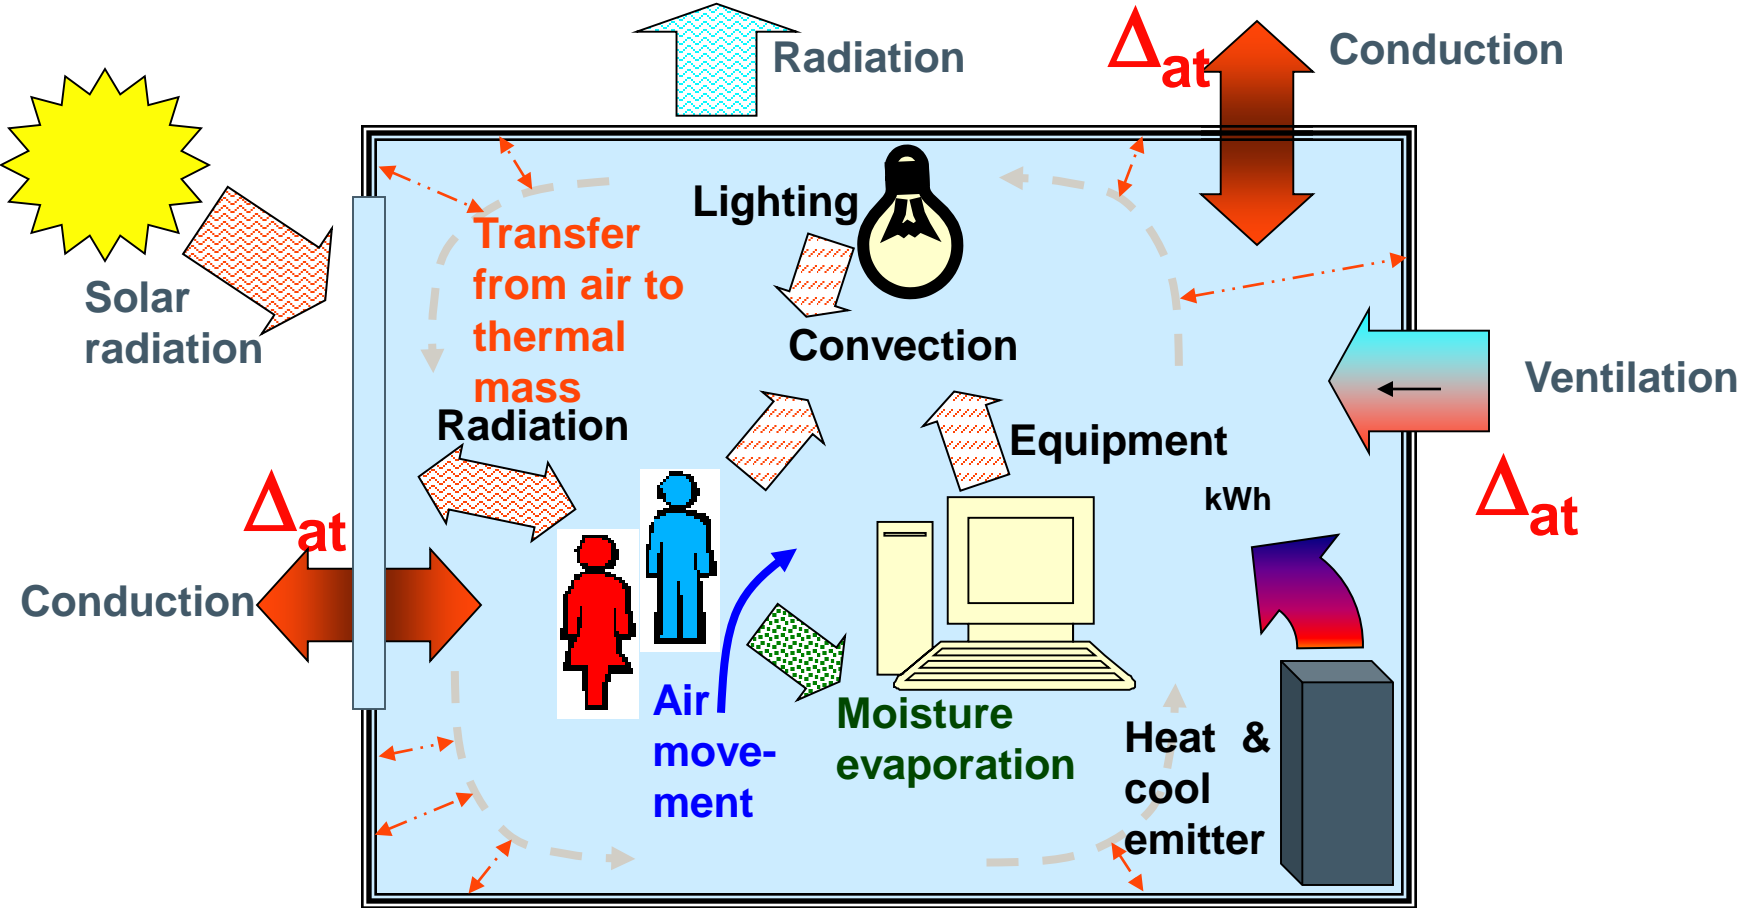 Radiation
Δat
Conduction
Lighting
Transfer
from air to
thermal
mass
Solar
radiation
Convection
Ventilation
Radiation
Equipment
kWh
Δat
Δat
Conduction
Air
move-
ment
Moisture
evaporation
Heat &
cool
emitter